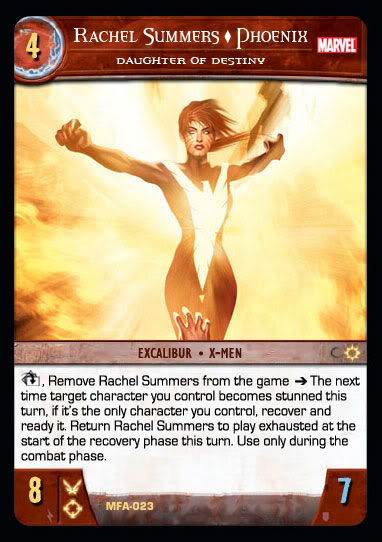 4
RACHEL SUMMERS ♦ PHOENIX
MARVEL
DAUGHTER OF DESTINY
EXCALIBUR • X-MEN
, Remove Rachel Summers from the game ➔ The next
time target character you control becomes stunned this
turn, if it's the only character you control, recover and
ready it. Return Rachel Summers to play exhausted at the
start of the recovery phase this turn. Use only during the
combat phase.
8
MFA-023
7